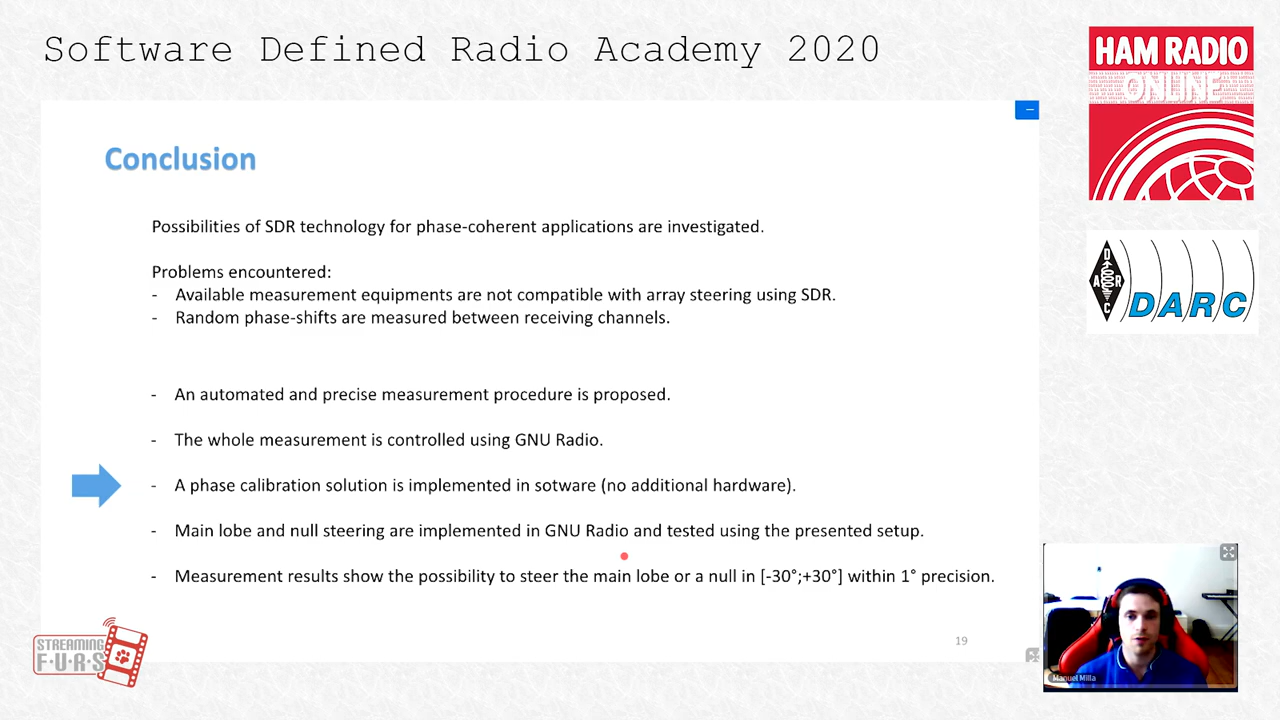 Software Defined Radio Academy 2020
HAM RADIO
ONLINE
Conclusion
Possibilities of SDR technology for phase-coherent applications are investigated.
Problems encountered:
- Available measurement equipments are not compatible with array steering using SDR.
- Random phase-shifts are measured between receiving channels.
- An automated and precise measurement procedure is proposed.
- The whole measurement is controlled using GNU Radio.
- A phase calibration solution is implemented in sotware (no additional hardware).
- Main lobe and null steering are implemented in GNU Radio and tested using the presented setup.
- Measurement results show the possibility to steer the main lobe or a null in [-30°;+30°] within 1° precision.
19
D
A R
C
DARC
STREAMING
F·U·R·S
Manuel Milla